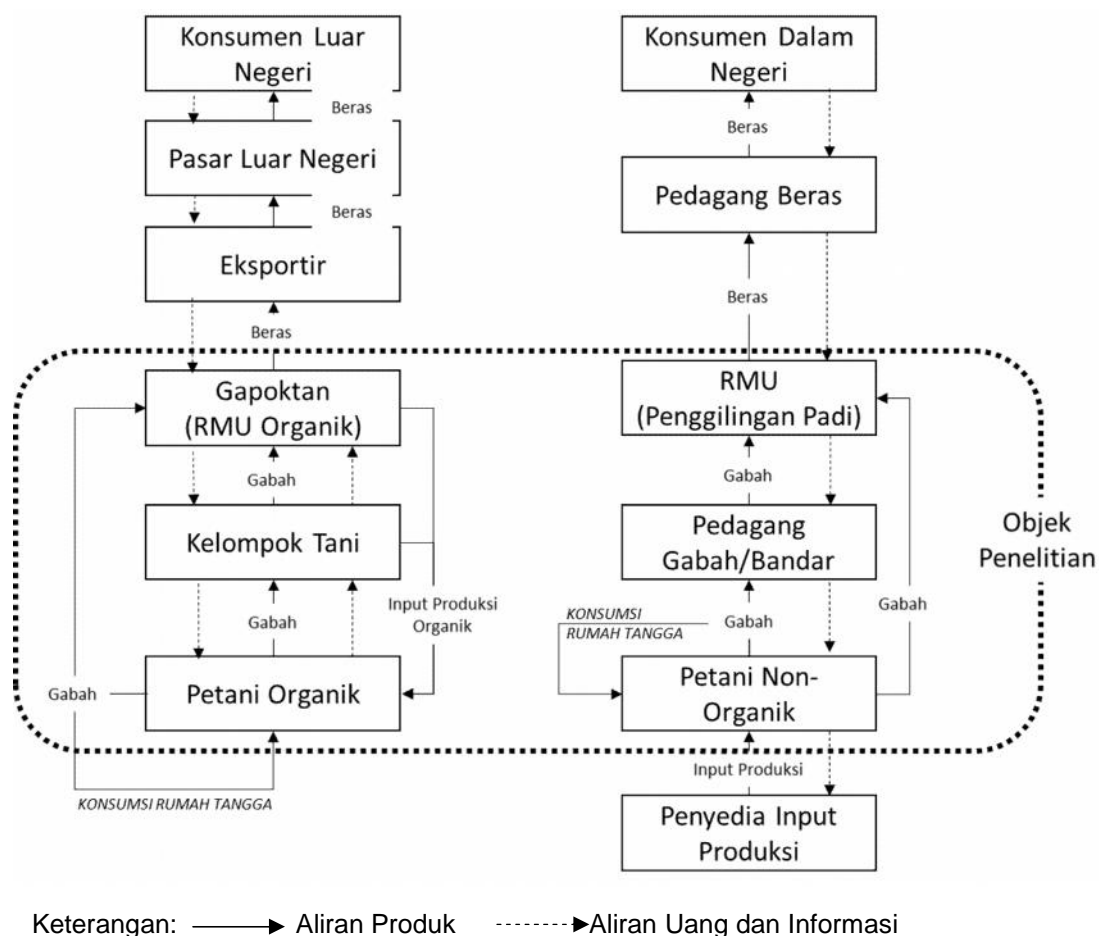 Konsumen Luar
Negeri
Beras
Pasar Luar Negeri
Beras
Eksportir
Beras
Gapoktan
(RMU Organik)
Gabah
Kelompok Tani
Gabah
Input Produksi
Organik
Petani Organik
Gabah
KONSUMSI RUMAH TANGGA
Konsumen Dalam
Negeri
Beras
Pedagang Beras
Beras
RMU
(Penggilingan Padi)
Gabah
Pedagang
Gabah/Bandar
Gabah
Gabah
KONSUMSI
RUMAH TANGGA
Petani Non-
Organik
Input Produksi
Penyedia Input
Produksi
Objek
Penelitian
Keterangan: Aliran Produk Aliran Uang dan Informasi